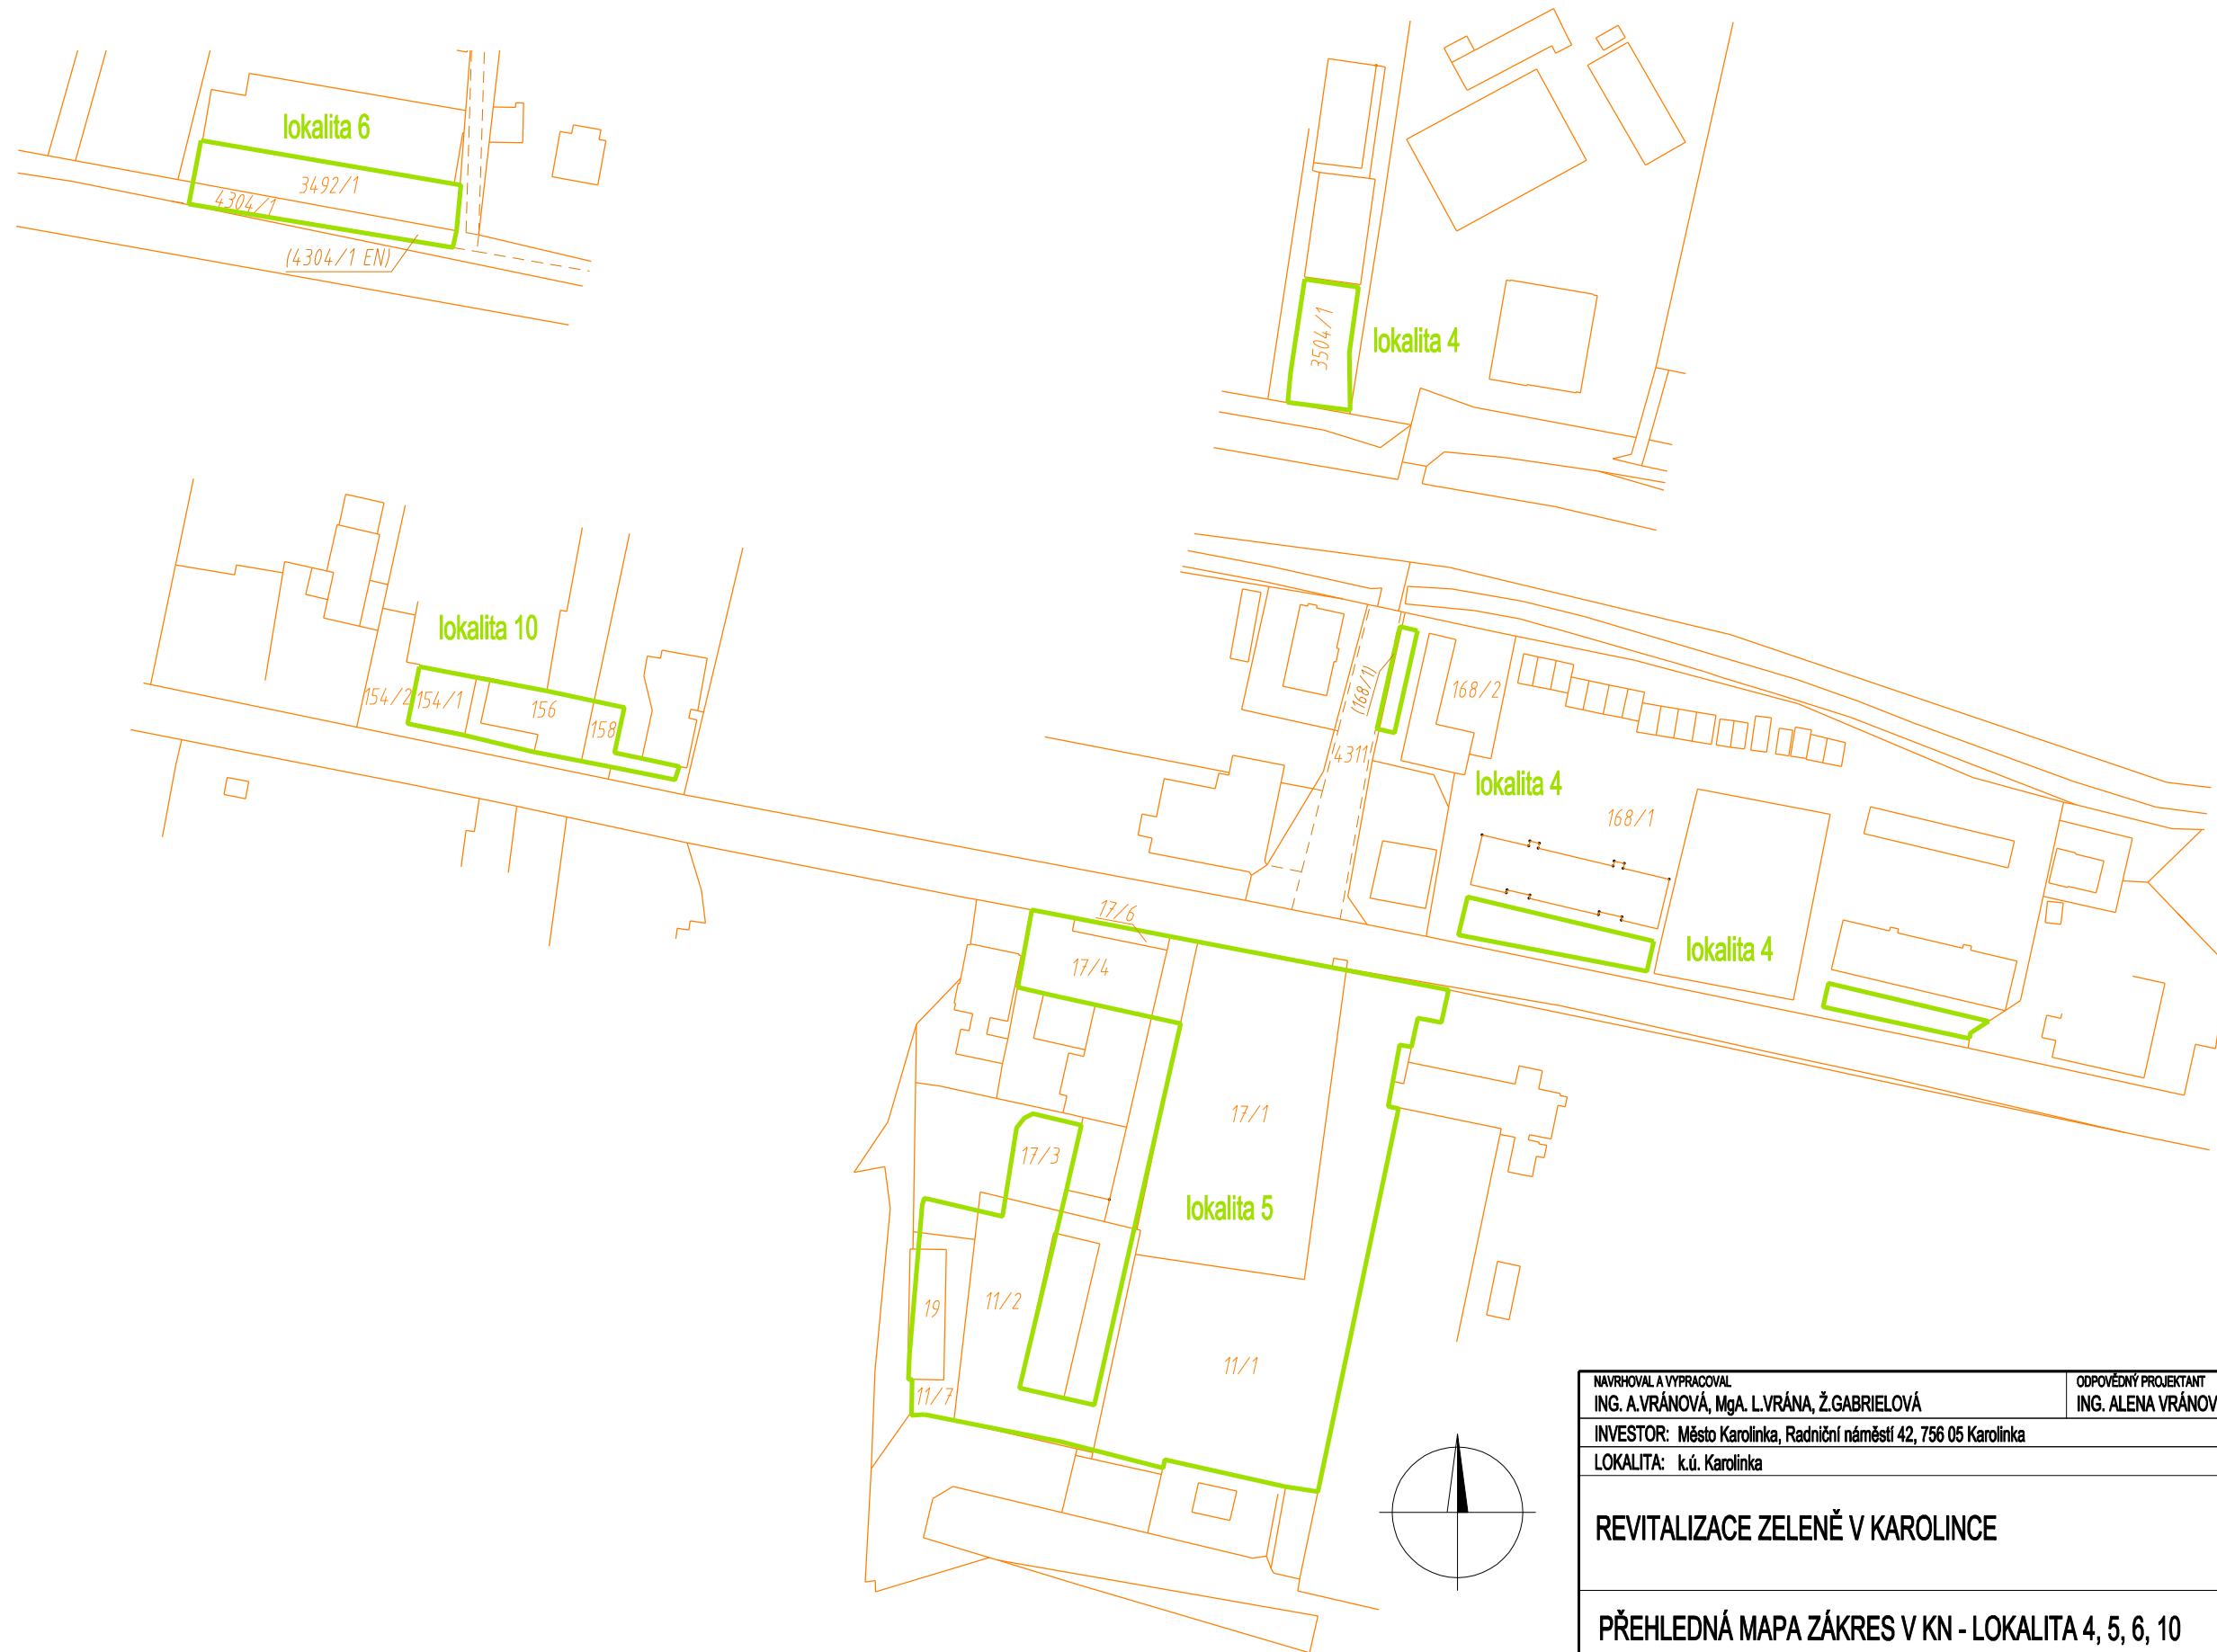 lokalita 6
3492/1
4304/1
(4304/1 EN)
3504/1
lokalita 4
lokalita 10
154/2
154/1
156
158
(168/1)
168/2
4311
lokalita 4
168/1
17/6
17/4
lokalita 4
17/1
17/3
lokalita 5
19
11/2
11/1
11/7
NAVRHOVAL A VYPRACOVAL
ODPOVĚDNÝ PROJEKTANT
ING. A.VRÁNOVÁ, MgA. L.VRÁNA, Ž.GABRIELOVÁ
ING. ALENA VRÁNOV
INVESTOR: Město Karolinka, Radniční náměstí 42, 756 05 Karolinka
LOKALITA: k.ú. Karolinka
REVITALIZACE ZELENĚ V KAROLINCE
PŘEHLEDNÁ MAPA ZÁKRES V KN - LOKALITA 4, 5, 6, 10